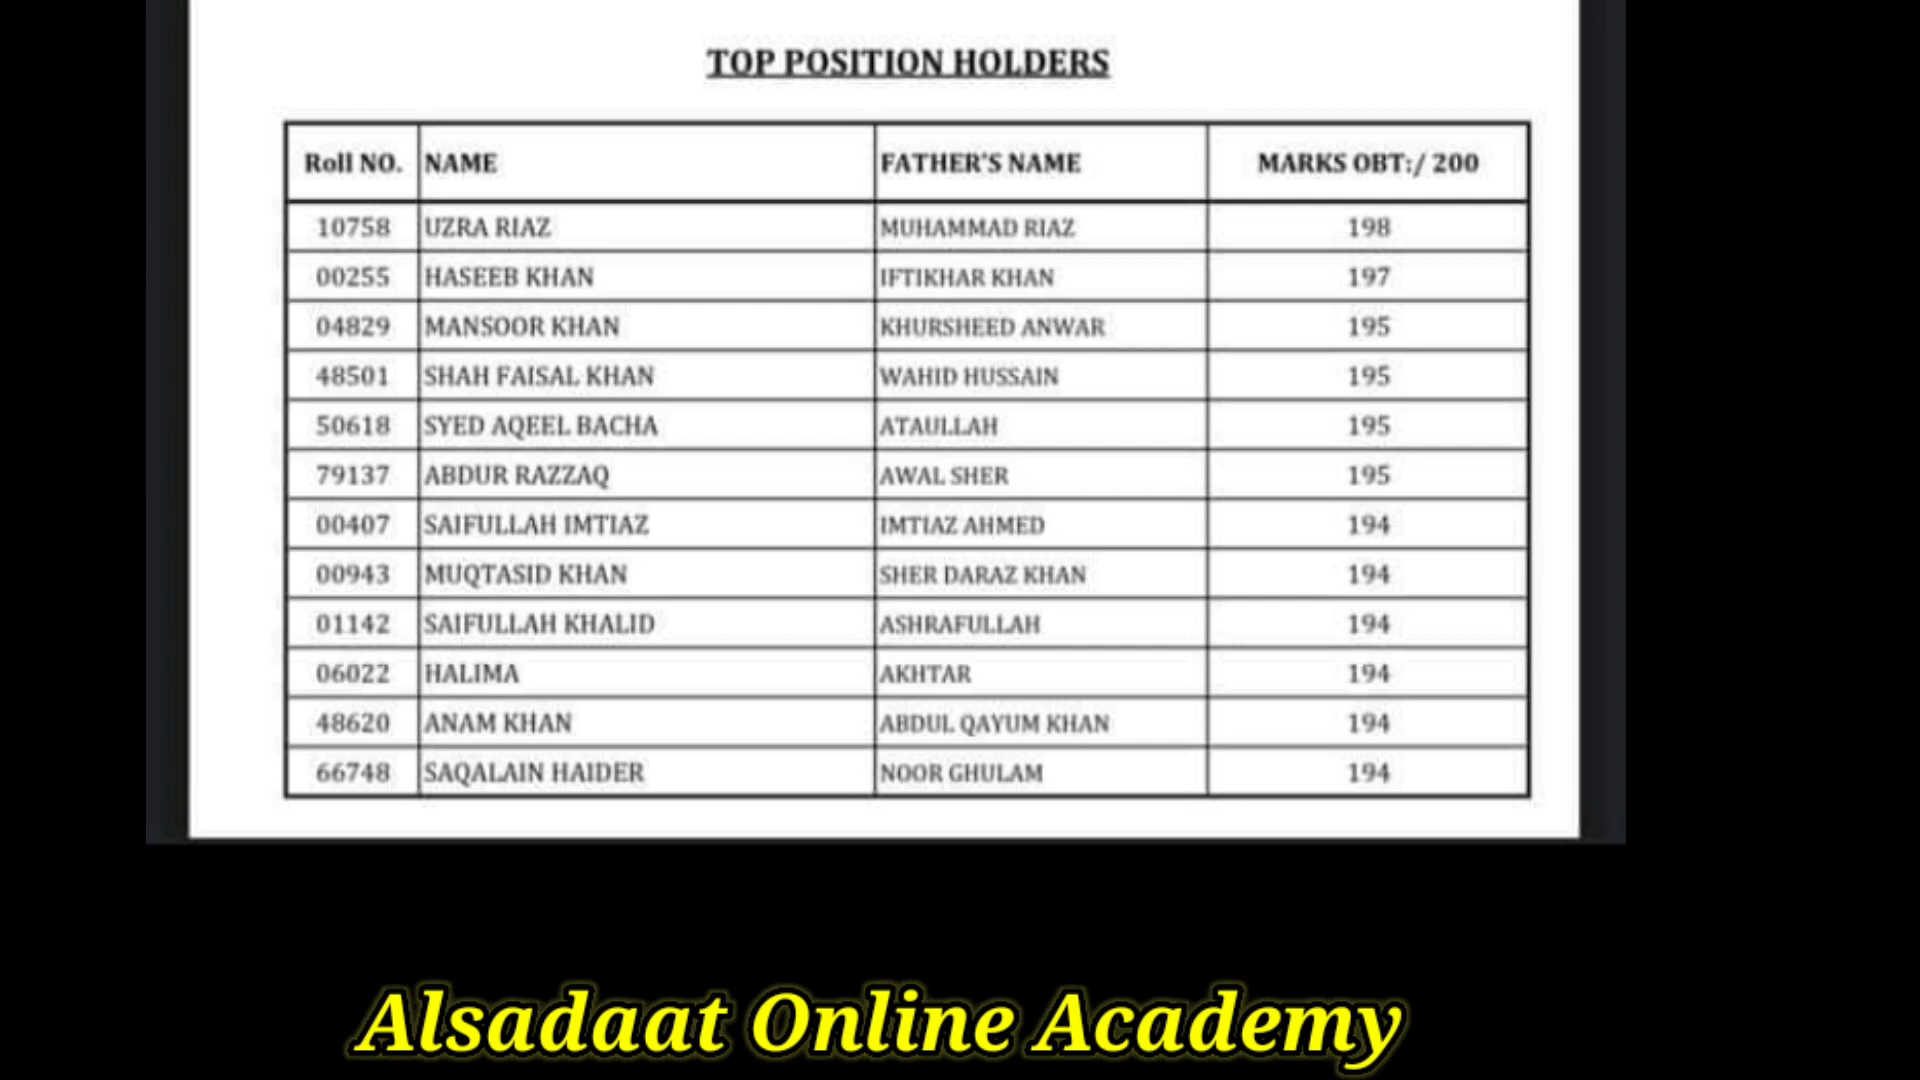 TOP POSITION HOLDERS
Roll NO. NAME FATHER'S NAME MARKS OBT:/ 200
10758 UZRA RIAZ MUHAMMAD RIAZ 198
00255 HASEEB KHAN IFTIKHAR KHAN 197
04829 MANSOOR KHAN KHURSHEED ANWAR 195
48501 SHAH FAISAL KHAN WAHID HUSSAIN 195
50618 SYED AQEEL BACHA ATAULLAH 195
79137 ABDUR RAZZAQ AWAL SHER 195
00407 SAIFULLAH IMTIAZ IMTIAZ AHMED 194
00943 MUQTASID KHAN SHER DARAZ KHAN 194
01142 SAIFULLAH KHALID ASHRAFULLAH 194
06022 HALIMA AKHTAR 194
48620 ANAM KHAN ABDUL QAYUM KHAN 194
66748 SAQALAIN HAIDER NOOR GHULAM 194
Alsadaat Online Academy